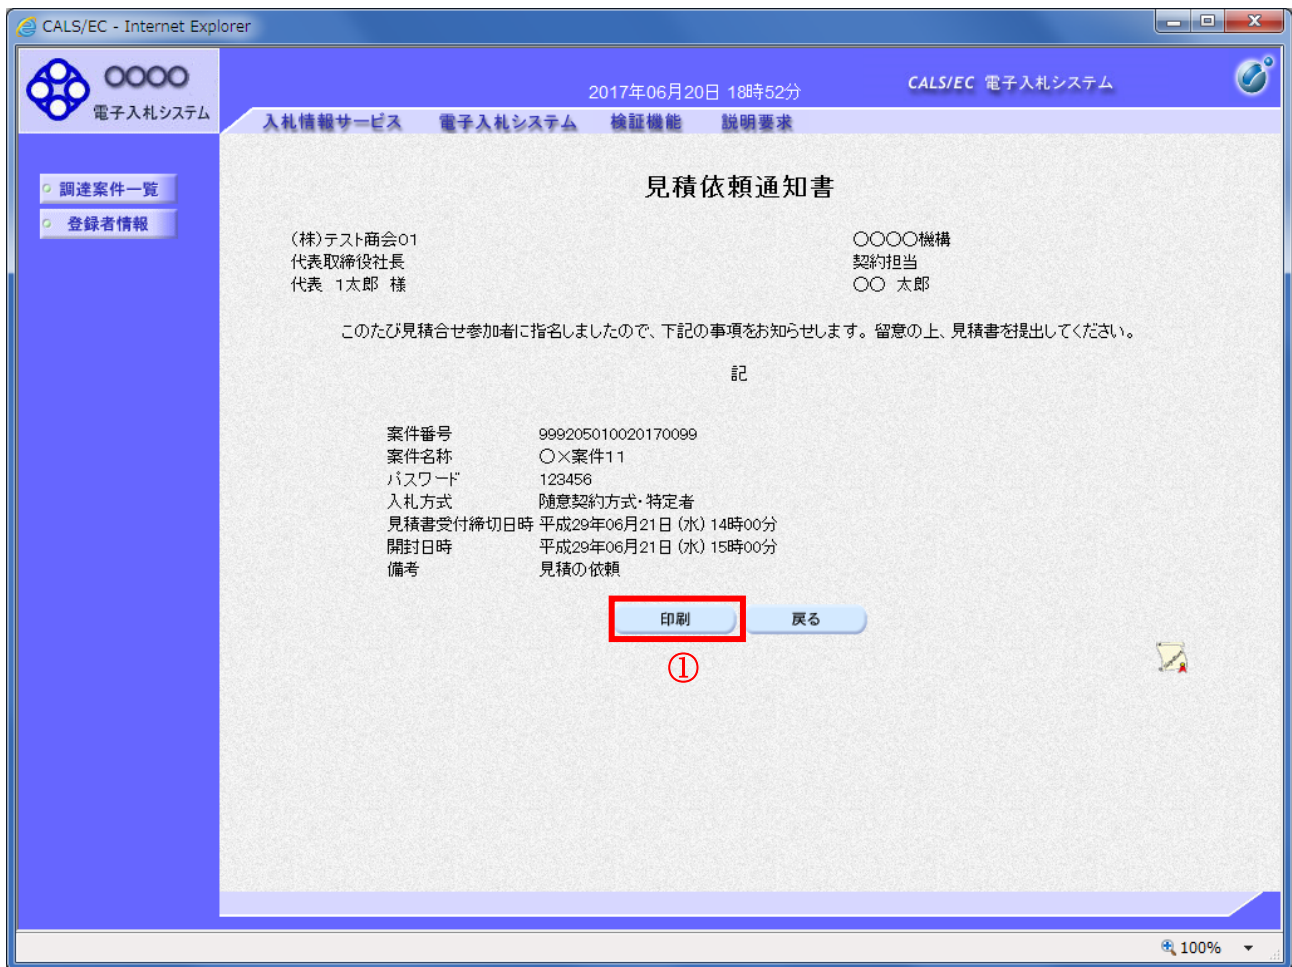 CALS/EC - Internet Explorer
○○○○
電子入札システム
2017年06月20日 18時52分
CALS/EC 電子入札システム
入札情報サービス 電子入札システム 検証機能 説明要求
調達案件一覧
登録者情報
見積依頼通知書
(株)テスト商会01
代表取締役社長
代表 1太郎 様
○○○○機構
契約担当
○○ 太郎
このたび見積合せ参加者に指名しましたので、下記の事項をお知らせします。留意の上、見積書を提出してください。
記
案件番号 999205010020170099
案件名称 ○×案件11
パスワード 123456
入札方式 随意契約方式・特定者
見積書受付締切日時 平成29年06月21日(水) 14時00分
開封日時 平成29年06月21日(水) 15時00分
備考 見積の依頼
印刷 戻る
①
100%